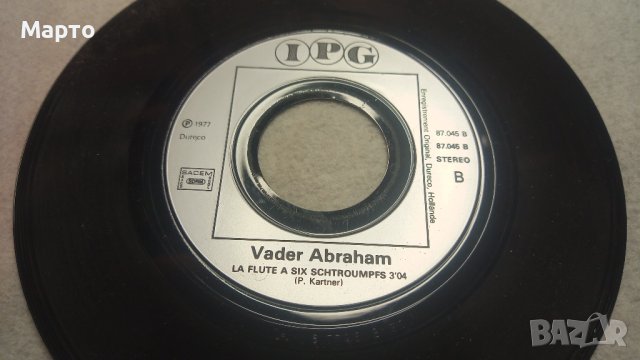 Марто
IPG
℗ 1977
Dureco
SACEM
SDRM
Enregistrement Original, Dureco, Hollande
87.045 B
87.045 B
STEREO
B
Vader Abraham
LA FLUTE A SIX SCHTROUMPFS 3'04
(P. Kartner)
BAZAR